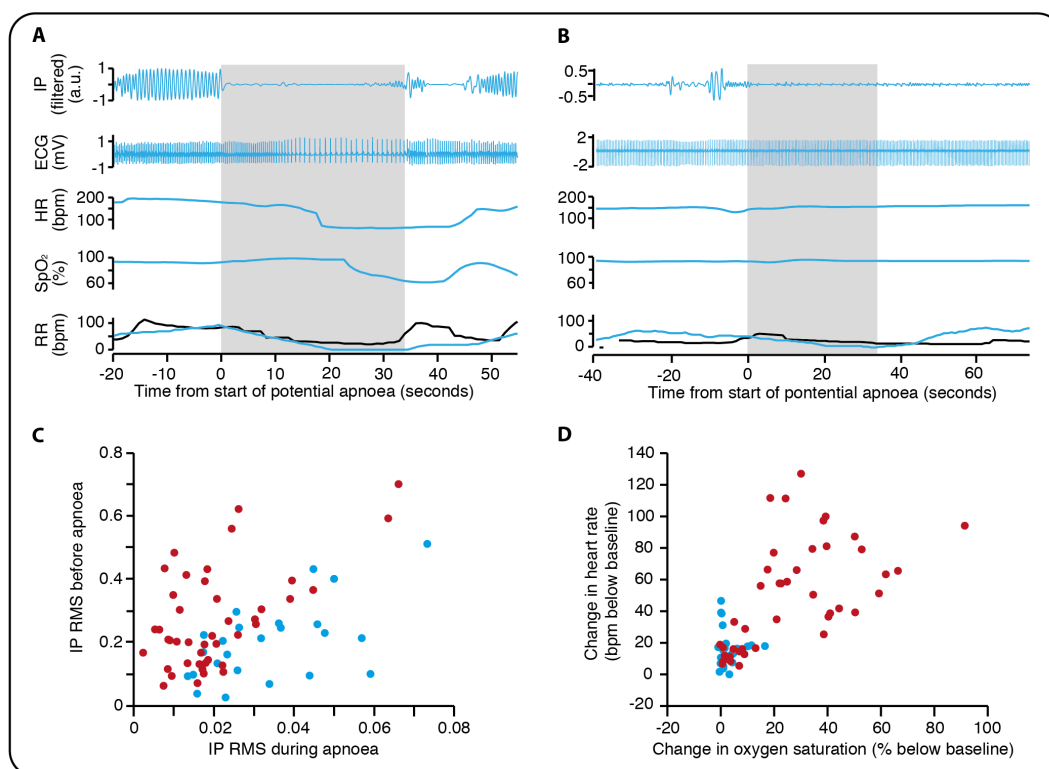 A
IP
(filtered)
(a.u.)
1
-1
ECG
(mV)
1
-1
HR
(bpm)
200
100
SpO₂
(%)
100
60
RR
(bpm)
100
0
-20 -10 0 10 20 30 40 50
Time from start of potential apnoea (seconds)
B
0.5
-0.5
2
-2
200
100
100
60
100
0
-40 -20 0 20 40 60
Time from start of pontential apnoea (seconds)
C
IP RMS before apnoea
0.8
0.6
0.4
0.2
0
0 0.02 0.04 0.06 0.08
IP RMS during apnoea
D
Change in heart rate
(bpm below baseline)
140
120
100
80
60
40
20
0
-20
-20 0 20 40 60 80 100
Change in oxygen saturation (% below baseline)